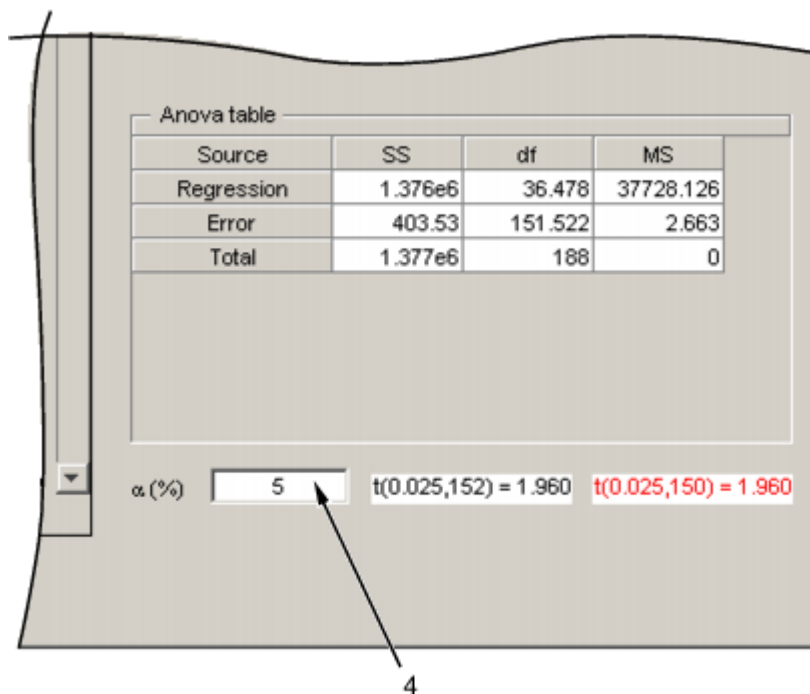 Anova table
Source SS df MS
Regression 1.376e6 36.478 37728.126
Error 403.53 151.522 2.663
Total 1.377e6 188 0
α (%) 5 t(0.025,152) = 1.960 t(0.025,150) = 1.960
4